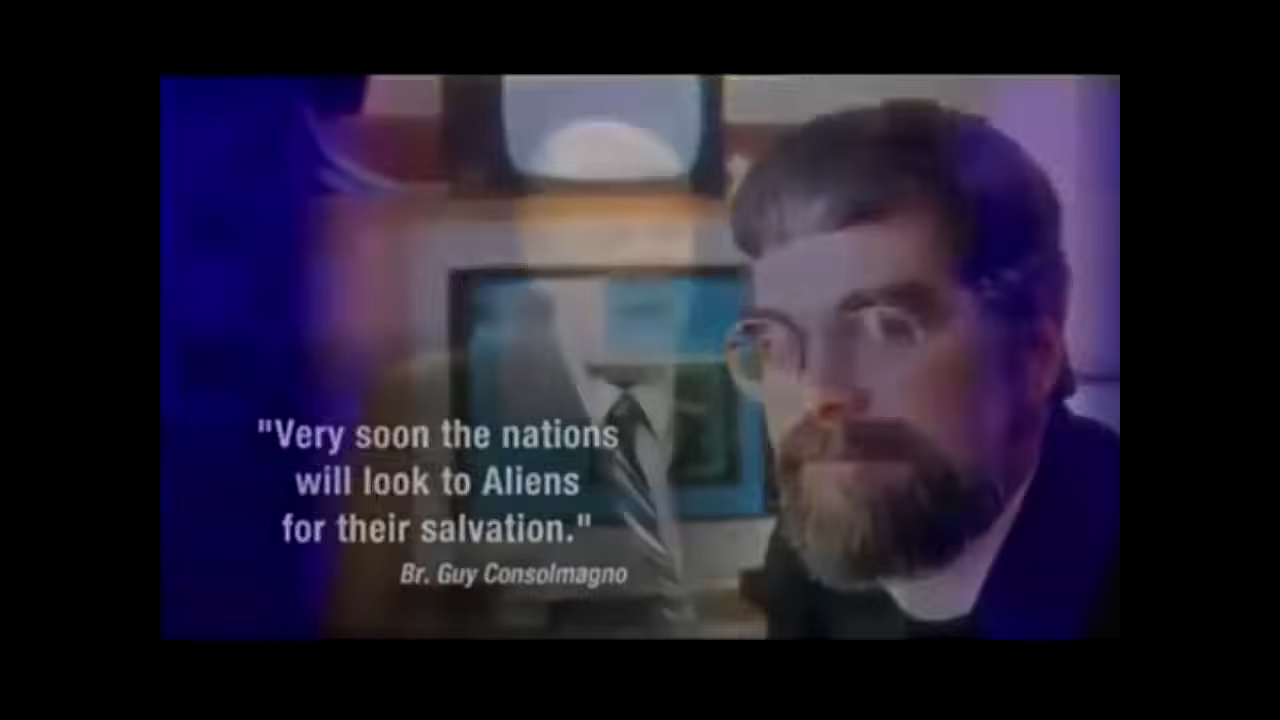 "Very soon the nations
will look to Aliens
for their salvation."
Br. Guy Consolmagno